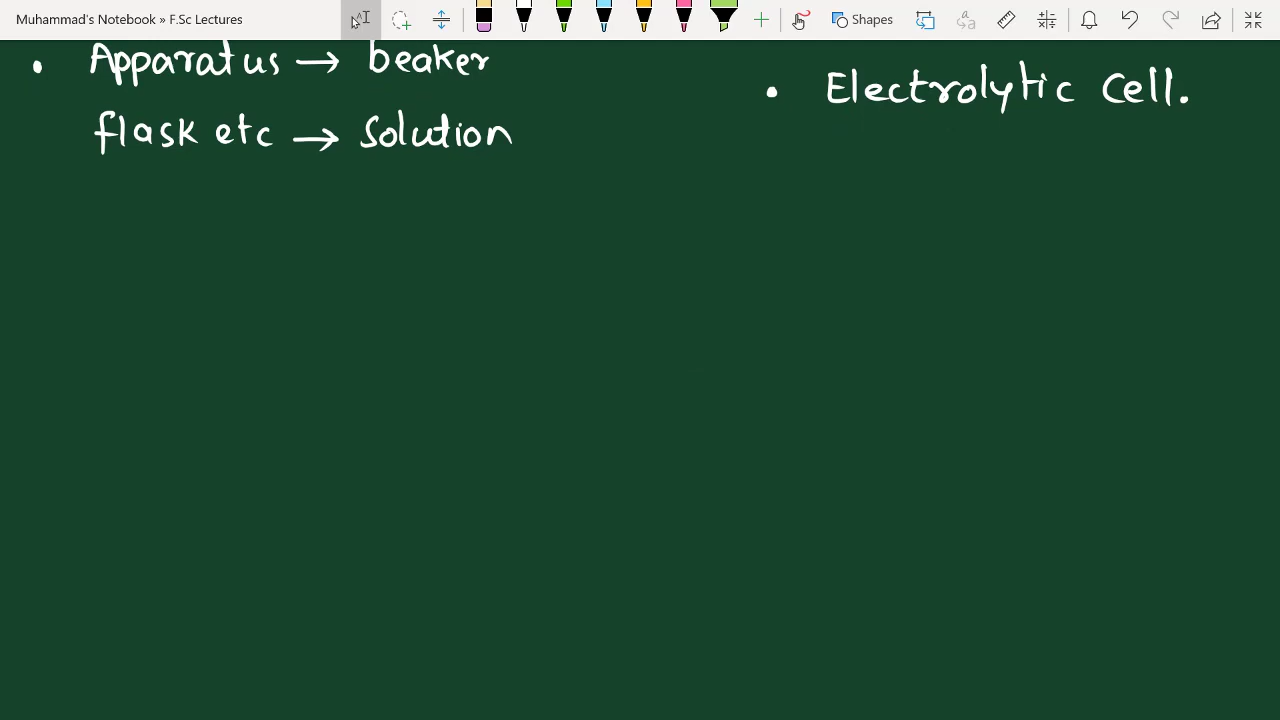 Muhammad's Notebook » F.Sc Lectures
Shapes
• Apparatus → beaker
flask etc → Solution
• Electrolytic Cell.